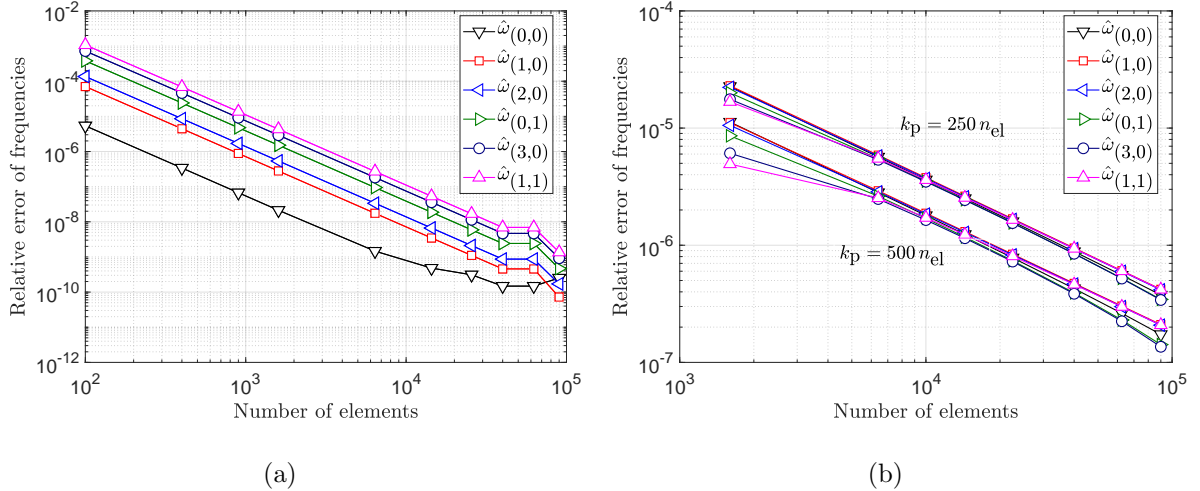 10^-2
10^-4
10^-6
10^-8
10^-10
10^-12
10^2
10^3
10^4
10^5
Relative error of frequencies
Number of elements
ω̂(0,0)
ω̂(1,0)
ω̂(2,0)
ω̂(0,1)
ω̂(3,0)
ω̂(1,1)
(a)
10^-4
10^-5
10^-6
10^-7
10^3
10^4
10^5
Relative error of frequencies
Number of elements
k_p = 250 n_el
k_p = 500 n_el
ω̂(0,0)
ω̂(1,0)
ω̂(2,0)
ω̂(0,1)
ω̂(3,0)
ω̂(1,1)
(b)